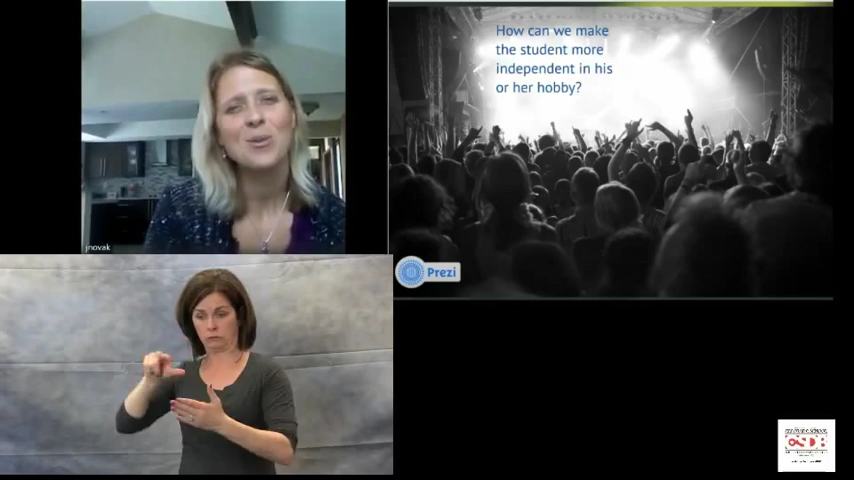 How can we make
the student more
independent in his
or her hobby?
jnovak
Prezi